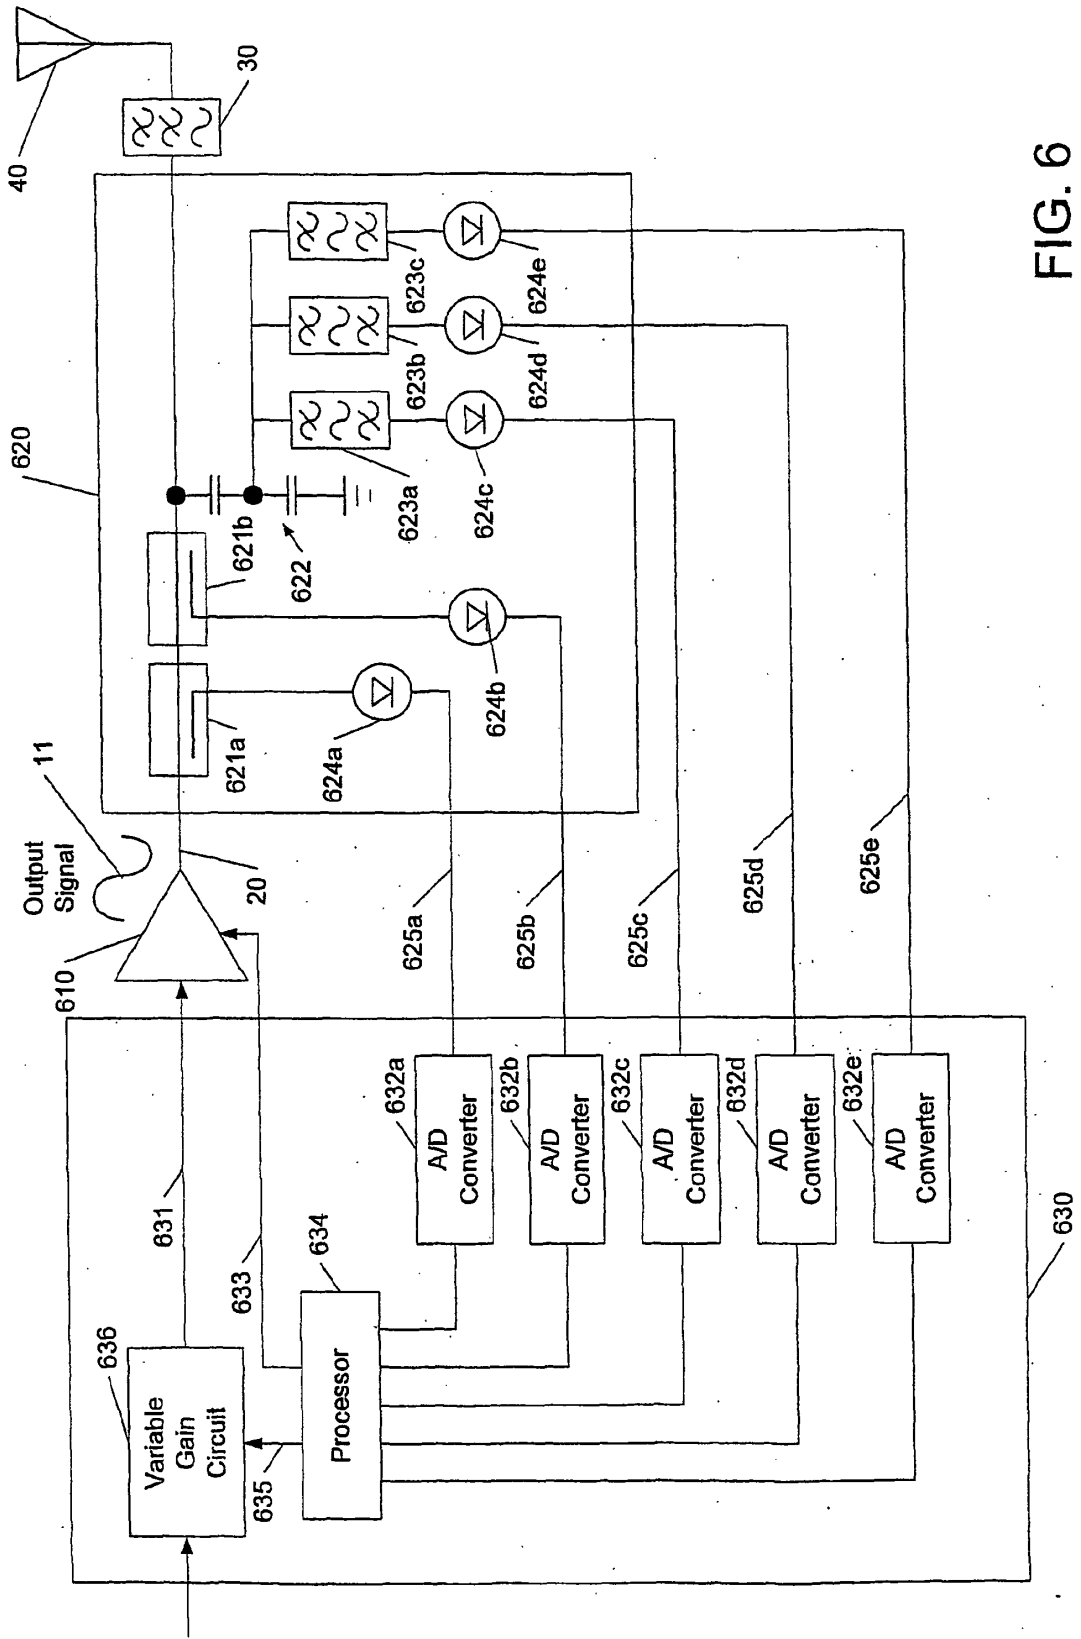 40
30
620
623c
624e
623b
624d
623a
624c
621b
622
624b
621a
624a
Output
Signal
11
20
610
625a
625b
625c
625d
625e
631
633
636
Variable
Gain
Circuit
635
634
Processor
632a
A/D
Converter
632b
A/D
Converter
632c
A/D
Converter
632d
A/D
Converter
632e
A/D
Converter
630
FIG. 6